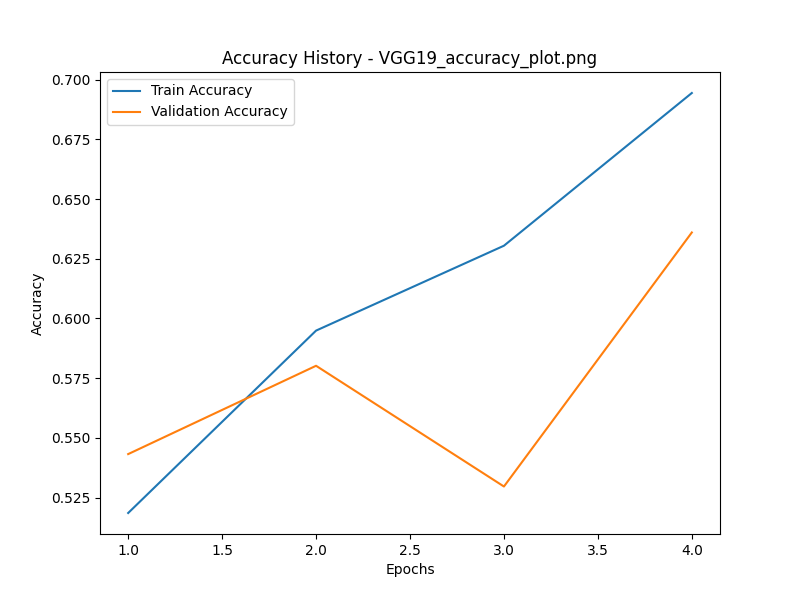 Accuracy History - VGG19_accuracy_plot.png
Train Accuracy
Validation Accuracy
0.700
0.675
0.650
0.625
0.600
0.575
0.550
0.525
Accuracy
1.0 1.5 2.0 2.5 3.0 3.5 4.0
Epochs